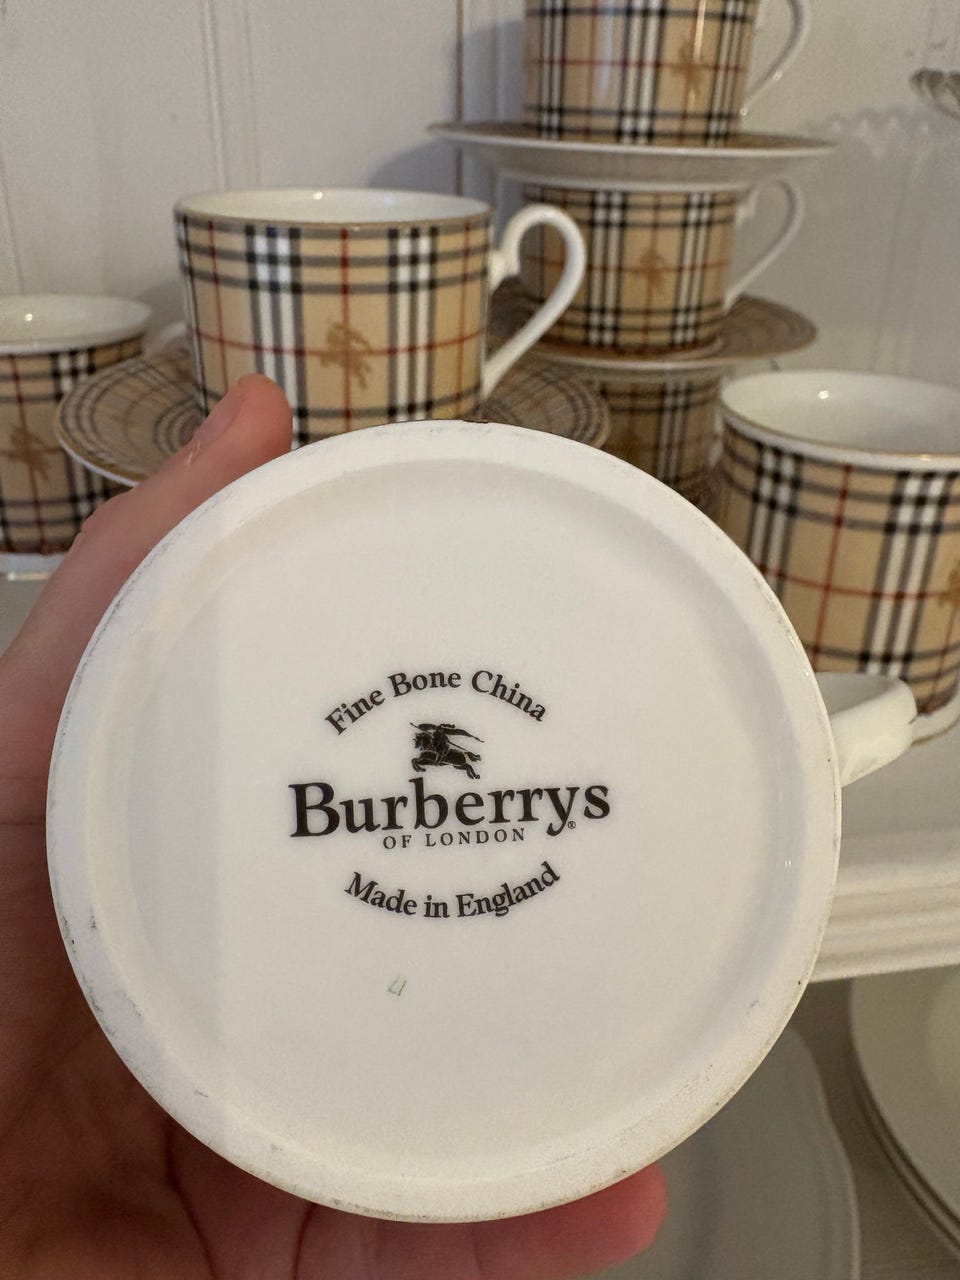 Fine Bone China
Burberrys®
OF LONDON
Made in England